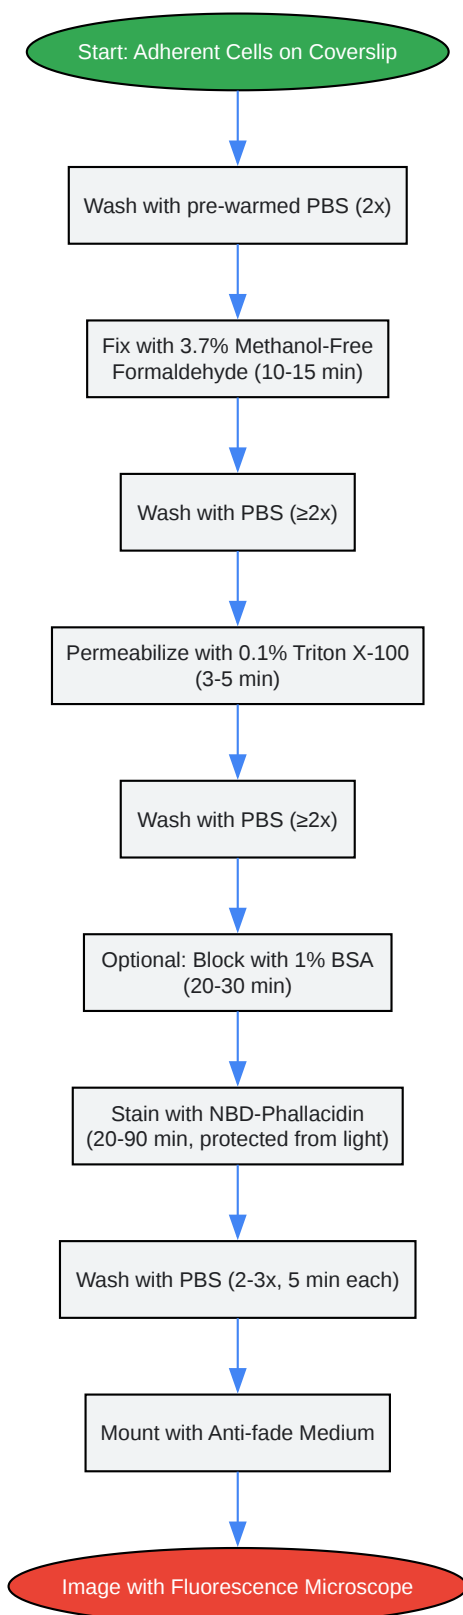 Start: Adherent Cells on Coverslip
Wash with pre-warmed PBS (2x)
Fix with 3.7% Methanol-Free
Formaldehyde (10-15 min)
Wash with PBS (≥2x)
Permeabilize with 0.1% Triton X-100
(3-5 min)
Wash with PBS (≥2x)
Optional: Block with 1% BSA
(20-30 min)
Stain with NBD-Phallacidin
(20-90 min, protected from light)
Wash with PBS (2-3x, 5 min each)
Mount with Anti-fade Medium
Image with Fluorescence Microscope